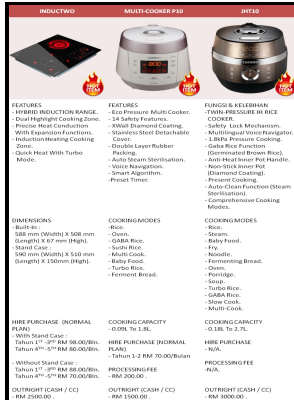 INDUCTWO
MULTI-COOKER P10
JHT10
HOT
ITEM
HOT
ITEM
HOT
ITEM
FEATURES
- HYBRID INDUCTION RANGE.
- Dual Highlight Cooking Zone.
- Precise Heat Conduction
With Expansion Functions.
- Induction Heating Cooking
Zone.
- Quick Heat With Turbo
Mode.
FEATURES
- Eco Pressure Multi Cooker.
- 14 Safety Features.
- XWall Diamond Coating.
- Stainless Steel Detachable
Cover.
- Double Layer Rubber
Packing.
- Auto Steam Sterilisation.
- Voice Navigation.
- Smart Algorithm.
-Preset Timer.
FUNGSI & KELEBIHAN
-TWIN-PRESSURE IH RICE
COOKER.
- Safety Lock Mechanism.
- Multilingual Voice Navigator.
- 1.8kPa Pressure Cooking.
- Gaba Rice Function
(Germinated Brown Rice).
- Anti-Heat Inner Pot Handle.
- Non-Stick Inner Pot
(Diamond Coating).
- Present Cooking.
- Auto-Clean Function (Steam
Sterilisation).
- Comprehensive Cooking
Modes.
DIMENSIONS
- Built-In :
588 mm (Width) X 508 mm
(Length) X 67 mm (High).
- Stand Case :
590 mm (Width) X 510 mm
(Length) X 150mm (High).
COOKING MODES
-Rice.
- Oven.
- GABA Rice.
- Sushi Rice.
- Multi Cook.
- Baby Food.
- Turbo Rice.
- Ferment Bread.
COOKING MODES
- Rice.
- Steam.
- Baby Food.
- Fry.
- Noodle.
- Fermenting Bread.
- Oven.
- Porridge.
- Soup.
- Turbo Rice.
- GABA Rice.
- Slow Cook.
- Multi-Cook.
HIRE PURCHASE (NORMAL
PLAN)
- With Stand Case :
Tahun 1ST -3RD RM 98.00/Bln.
Tahun 4TH -5TH RM 80.00/Bln.
- Without Stand Case :
Tahun 1ST -3RD RM 88.00/Bln.
Tahun 4TH -5TH RM 70.00/Bln.
OUTRIGHT (CASH / CC)
- RM 2500.00 .
COOKING CAPACITY
- 0.09L To 1.8L.
HIRE PURCHASE (NORMAL
PLAN)
- Tahun 1-2 RM 70.00/Bulan
PROCESSING FEE
- RM 200.00 .
OUTRIGHT (CASH / CC)
- RM 1500.00 .
COOKING CAPACITY
- 0.18L To 2.7L.
HIRE PURCHASE
- N/A.
PROCESSING FEE
-N/A.
OUTRIGHT (CASH / CC)
- RM 3000.00 .